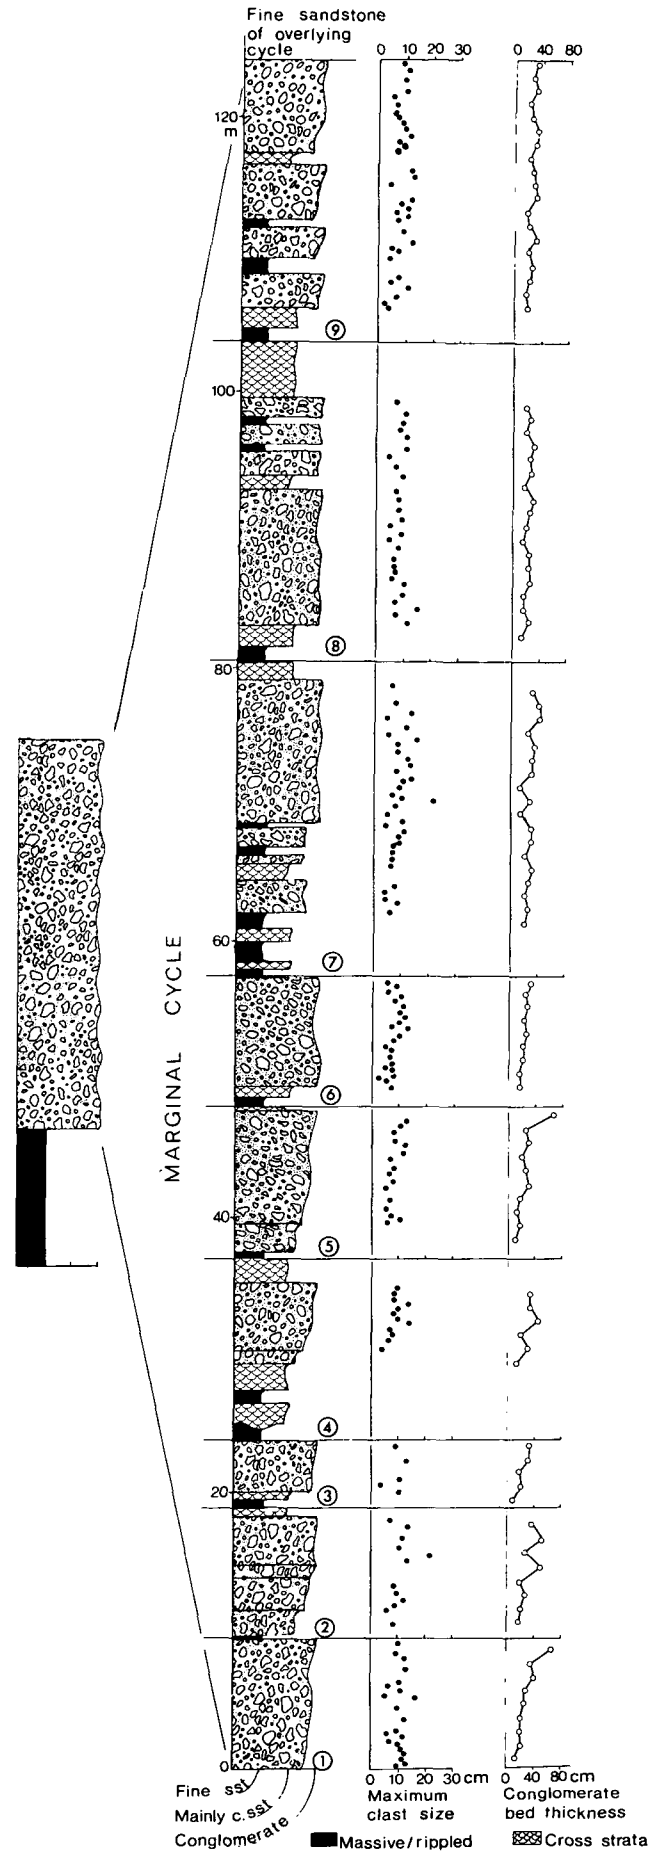 Fine sandstone
of overlying
cycle
0 10 20 30
0 40 80
120
m
9
100
8
80
60
7
MARGINAL CYCLE
6
40
5
4
20
3
2
1
0
0 10 20 30 cm
0 40 80 cm
Fine sst
Mainly c. sst
Conglomerate
Maximum
clast size
Conglomerate
bed thickness
Massive/rippled
Cross strata